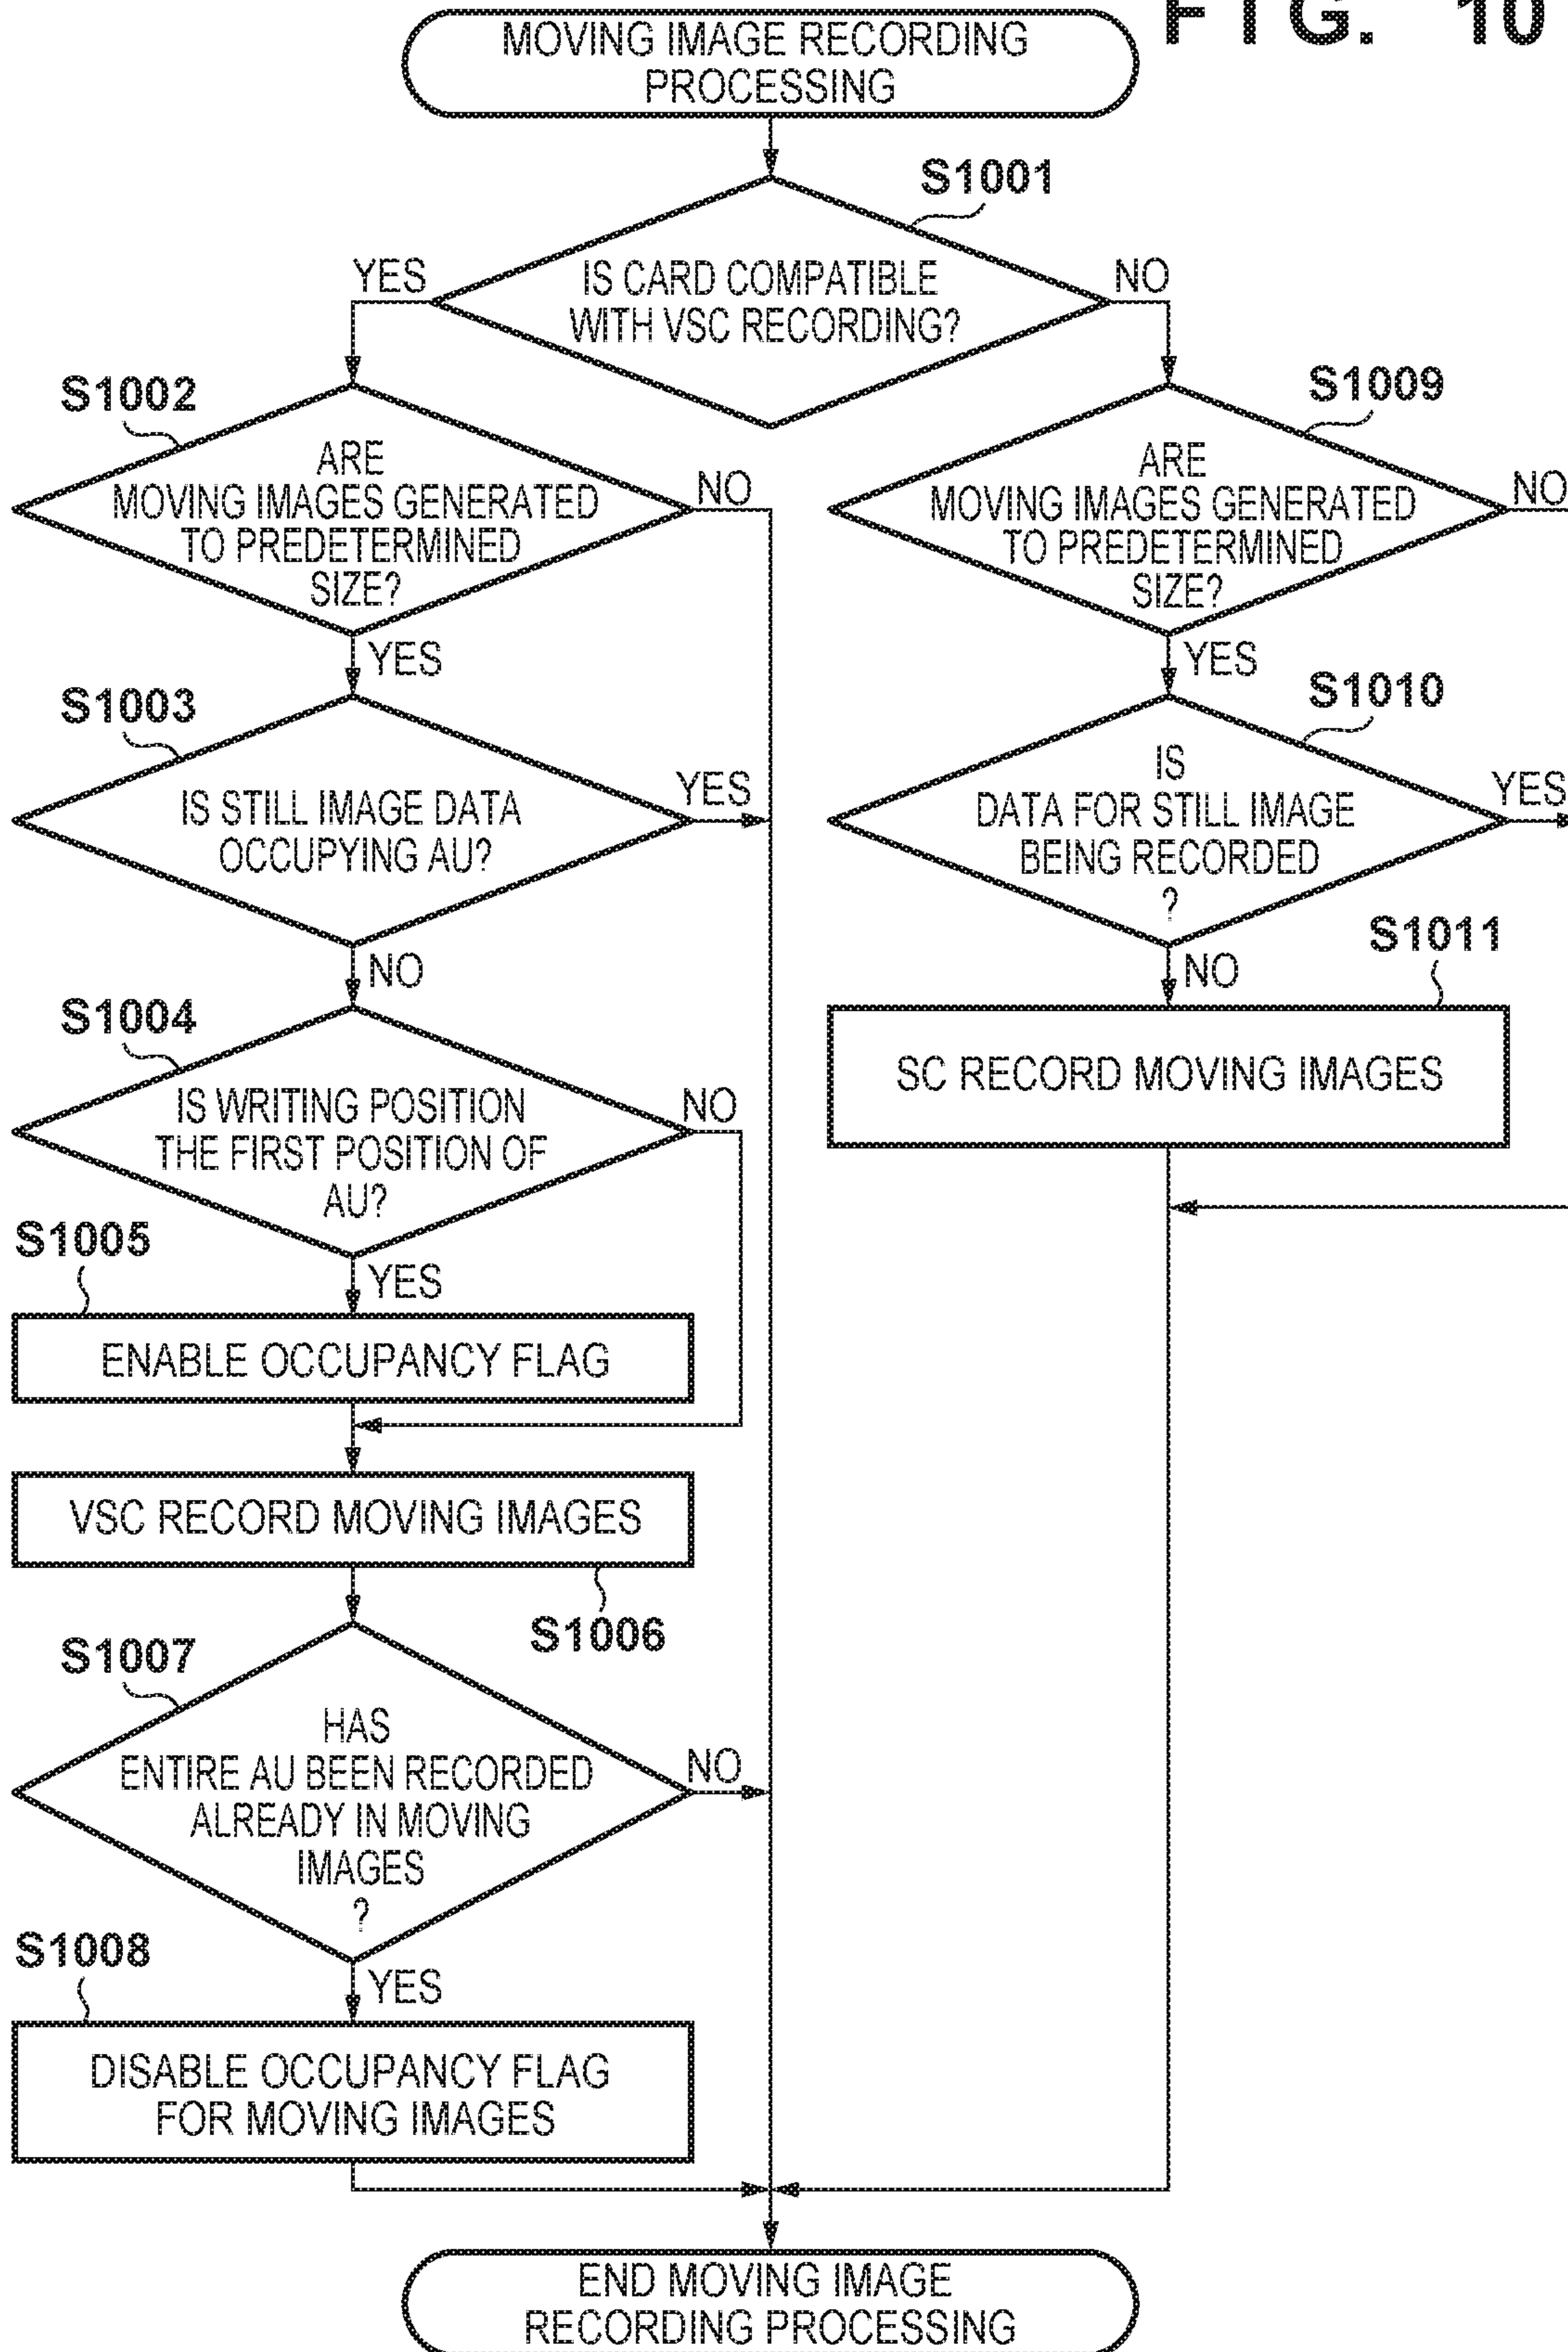 FIG. 10
MOVING IMAGE RECORDING
PROCESSING
S1001
YES
IS CARD COMPATIBLE
WITH VSC RECORDING?
NO
S1002
ARE
MOVING IMAGES GENERATED
TO PREDETERMINED
SIZE?
NO
YES
S1009
ARE
MOVING IMAGES GENERATED
TO PREDETERMINED
SIZE?
NO
YES
S1003
IS STILL IMAGE DATA
OCCUPYING AU?
YES
NO
S1010
IS
DATA FOR STILL IMAGE
BEING RECORDED
?
YES
NO
S1004
IS WRITING POSITION
THE FIRST POSITION OF
AU?
NO
YES
S1011
SC RECORD MOVING IMAGES
S1005
ENABLE OCCUPANCY FLAG
VSC RECORD MOVING IMAGES
S1006
S1007
HAS
ENTIRE AU BEEN RECORDED
ALREADY IN MOVING
IMAGES
?
NO
YES
S1008
DISABLE OCCUPANCY FLAG
FOR MOVING IMAGES
END MOVING IMAGE
RECORDING PROCESSING